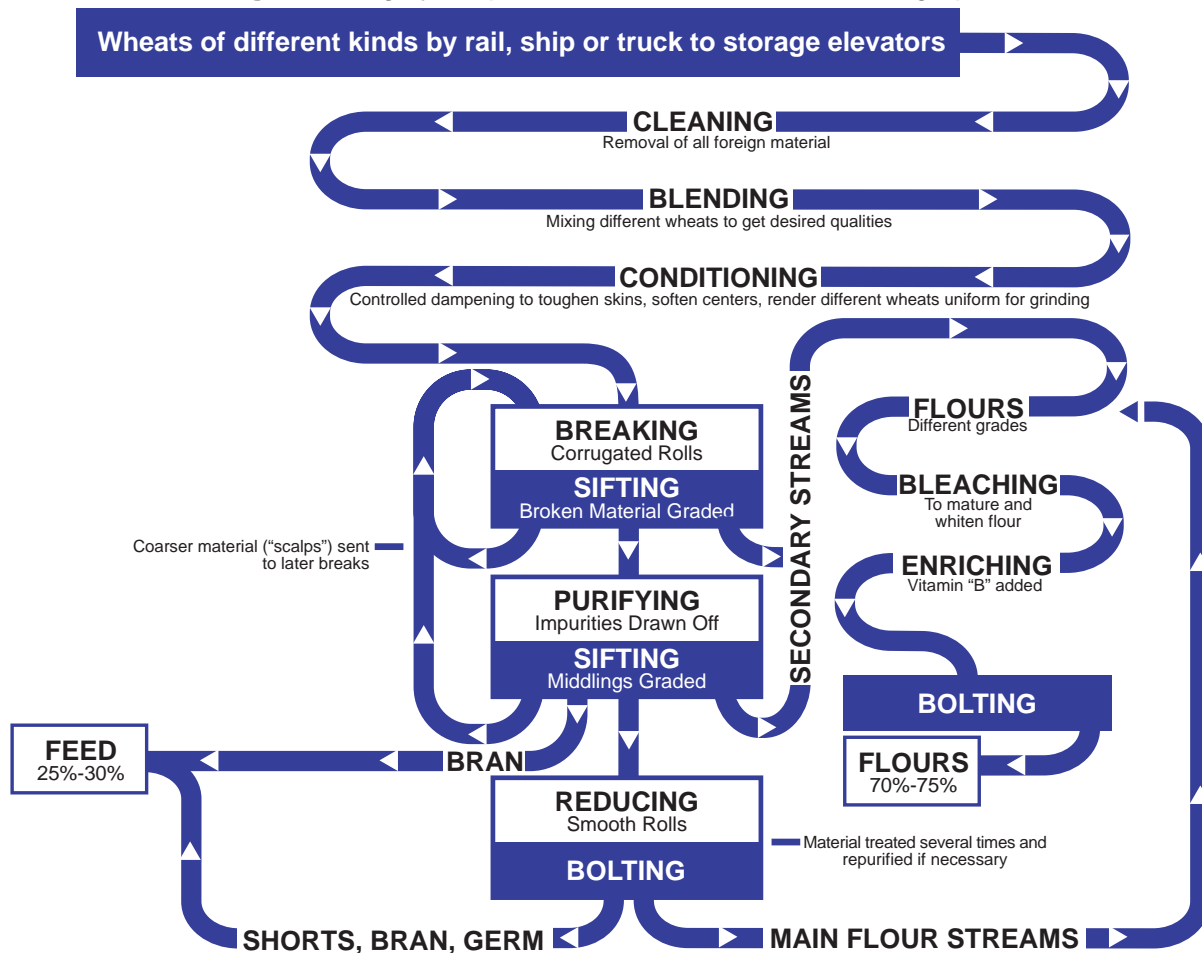 Wheats of different kinds by rail, ship or truck to storage elevators
CLEANING
Removal of all foreign material
BLENDING
Mixing different wheats to get desired qualities
CONDITIONING
Controlled dampening to toughen skins, soften centers, render different wheats uniform for grinding
BREAKING
Corrugated Rolls
SIFTING
Broken Material Graded
Coarser material (“scalps”) sent
to later breaks
PURIFYING
Impurities Drawn Off
SIFTING
Middlings Graded
SECONDARY STREAMS
FLOURS
Different grades
BLEACHING
To mature and
whiten flour
ENRICHING
Vitamin “B” added
BOLTING
FLOURS
70%-75%
FEED
25%-30%
BRAN
REDUCING
Smooth Rolls
BOLTING
Material treated several times and
repurified if necessary
SHORTS, BRAN, GERM
MAIN FLOUR STREAMS